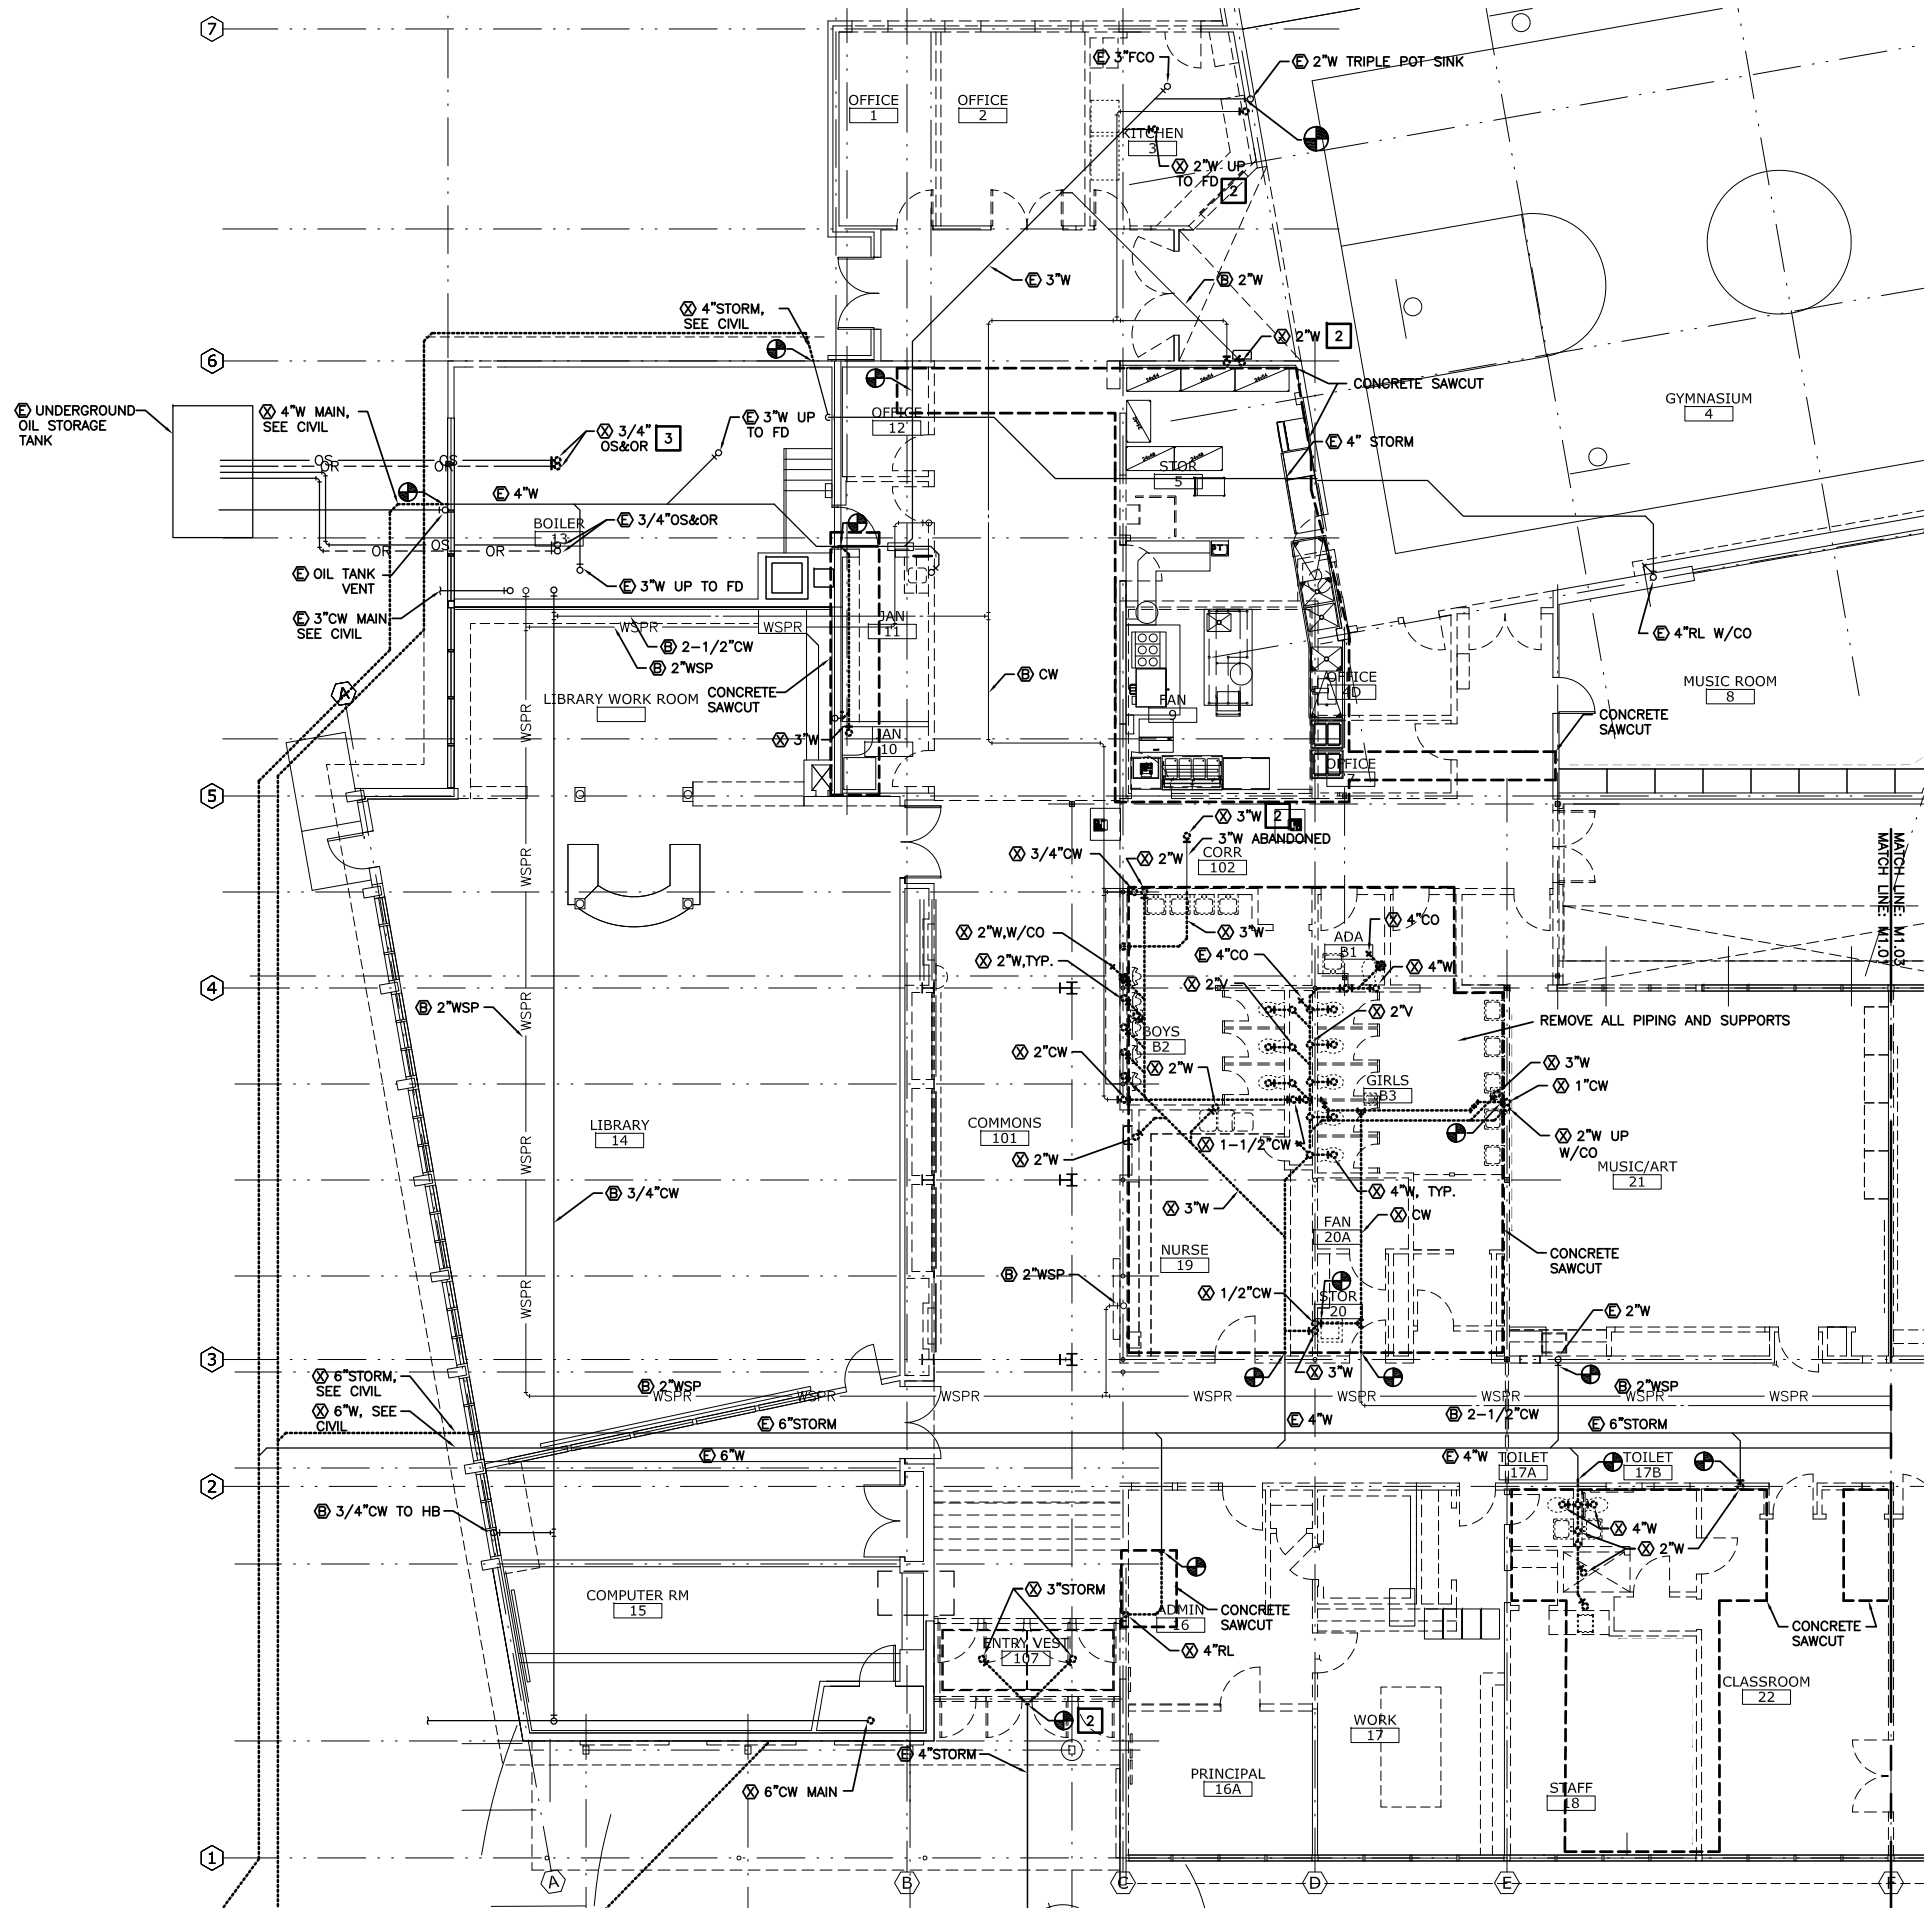 7
Ⓔ 3"FCO
Ⓔ 2"W TRIPLE POT SINK
OFFICE
1
OFFICE
2
KITCHEN
3
Ⓧ 2"W UP
TO FD
2
Ⓔ 3"W
Ⓑ 2"W
Ⓧ 4"STORM,
SEE CIVIL
6
Ⓧ 2"W 2
CONCRETE SAWCUT
GYMNASIUM
4
Ⓔ UNDERGROUND
OIL STORAGE
TANK
Ⓧ 4"W MAIN,
SEE CIVIL
Ⓧ 3/4"
OS&OR
3
Ⓔ 3"W UP
TO FD
OFFICE
12
Ⓔ 4" STORM
STOR
5
OS
OR
OS
OR
Ⓔ 4"W
BOILER
13
Ⓔ 3/4"OS&OR
OR
OR
OS
Ⓔ OIL TANK
VENT
Ⓔ 3"W UP TO FD
Ⓔ 3"CW MAIN
SEE CIVIL
JAN
11
WSPR
WSPR
Ⓑ 2-1/2"CW
Ⓑ 2"WSP
Ⓑ CW
Ⓔ 4"RL W/CO
A
LIBRARY WORK ROOM
CONCRETE
SAWCUT
WSPR
FAN
9
OFFICE
4D
MUSIC ROOM
8
CONCRETE
SAWCUT
Ⓧ 3"W
JAN
10
OFFICE
7
5
Ⓧ 3"W 2
3"W ABANDONED
Ⓧ 3/4"CW
Ⓧ 2"W
CORR
102
MATCH LINE: M1.03
MATCH LINE: M1.01
WSPR
Ⓧ 2"W,W/CO
Ⓧ 3"W
Ⓧ 4"CO
ADA
B1
Ⓧ 2"W,TYP.
Ⓔ 4"CO
Ⓧ 4"W
4
Ⓧ 2"V
Ⓑ 2"WSP
WSPR
Ⓧ 2"V
REMOVE ALL PIPING AND SUPPORTS
BOYS
B2
Ⓧ 2"CW
Ⓧ 2"W
Ⓧ 3"W
GIRLS
B3
Ⓧ 1"CW
LIBRARY
14
COMMONS
101
Ⓧ 2"W
Ⓧ 1-1/2"CW
Ⓧ 2"W UP
W/CO
WSPR
MUSIC/ART
21
Ⓑ 3/4"CW
Ⓧ 4"W, TYP.
Ⓧ 3"W
FAN
20A
Ⓧ CW
NURSE
19
CONCRETE
SAWCUT
Ⓑ 2"WSP
WSPR
Ⓧ 1/2"CW
STOR
20
Ⓔ 2"W
3
Ⓧ 6"STORM,
SEE CIVIL
Ⓧ 3"W
Ⓑ 2"WSP
Ⓑ 2"WSP
WSPR
WSPR
WSPR
WSPR
WSPR
WSPR
WSPR
WSPR
Ⓧ 6"W, SEE
CIVIL
Ⓔ 6"STORM
Ⓔ 4"W
Ⓑ 2-1/2"CW
Ⓔ 6"STORM
Ⓔ 6"W
Ⓔ 4"W
TOILET
17A
TOILET
17B
2
Ⓑ 3/4"CW TO HB
Ⓧ 4"W
Ⓧ 2"W
COMPUTER RM
15
Ⓧ 3"STORM
ADMIN
16
CONCRETE
SAWCUT
CONCRETE
SAWCUT
ENTRY VEST
107
Ⓧ 4"RL
CLASSROOM
22
2
WORK
17
Ⓔ 4"STORM
PRINCIPAL
16A
STAFF
18
Ⓧ 6"CW MAIN
1
A
B
C
D
E
F